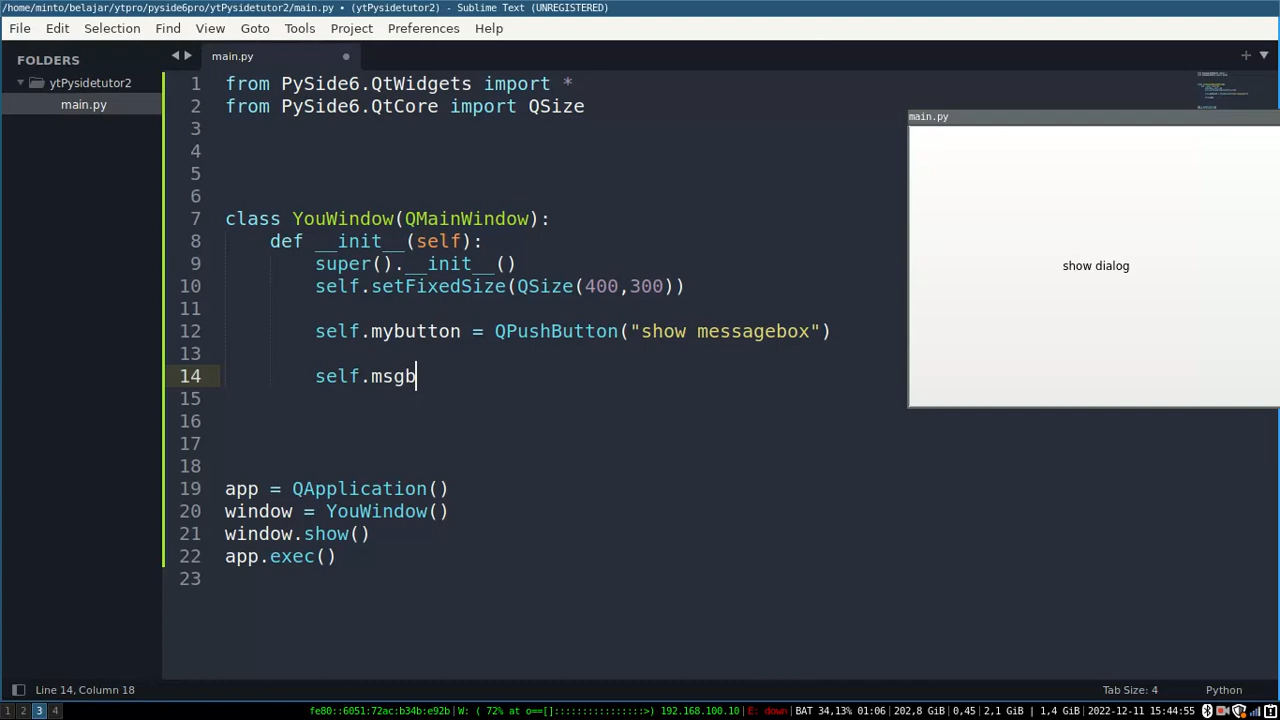 /home/minto/belajar/ytpro/pyside6pro/ytPysidetutor2/main.py • (ytPysidetutor2) - Sublime Text (UNREGISTERED)
File Edit Selection Find View Goto Tools Project Preferences Help
FOLDERS
ytPysidetutor2
main.py
main.py
1 from PySide6.QtWidgets import *
2 from PySide6.QtCore import QSize
3
4
5
6
7 class YouWindow(QMainWindow):
8 def __init__(self):
9 super().__init__()
10 self.setFixedSize(QSize(400,300))
11
12 self.mybutton = QPushButton("show messagebox")
13
14 self.msgb
15
16
17
18
19 app = QApplication()
20 window = YouWindow()
21 window.show()
22 app.exec()
23
main.py
show dialog
Line 14, Column 18 Tab Size: 4 Python
1 2 3 4 fe80::6051:72ac:b34b:e92b|W: ( 72% at o==[]::::::::::::::::>) 192.168.100.10|E: down|BAT 34,13% 01:06|202,8 GiB|0,45|2,1 GiB | 1,4 GiB|2022-12-11 15:44:55